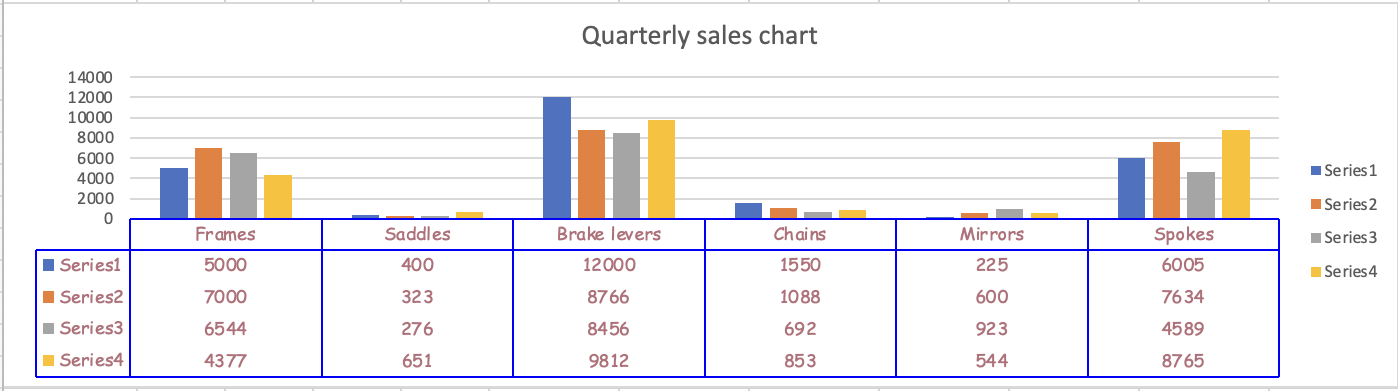 Quarterly sales chart
14000
12000
10000
8000
6000
4000
2000
0
Frames Saddles Brake levers Chains Mirrors Spokes
Series1 5000 400 12000 1550 225 6005
Series2 7000 323 8766 1088 600 7634
Series3 6544 276 8456 692 923 4589
Series4 4377 651 9812 853 544 8765
Series1
Series2
Series3
Series4